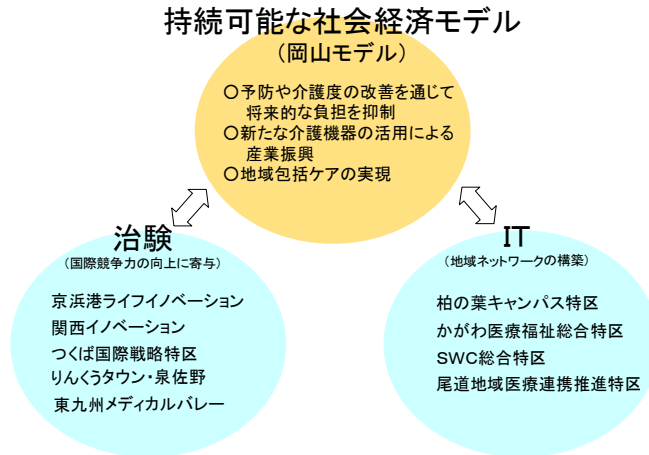 持続可能な社会経済モデル
(岡山モデル)
○予防や介護度の改善を通じて
将来的な負担を抑制
○新たな介護機器の活用による
産業振興
○地域包括ケアの実現
治験
(国際競争力の向上に寄与)
京浜港ライフイノベーション
関西イノベーション
つくば国際戦略特区
りんくうタウン・泉佐野
東九州メディカルバレー
IT
(地域ネットワークの構築)
柏の葉キャンパス特区
かがわ医療福祉総合特区
SWC総合特区
尾道地域医療連携推進特区